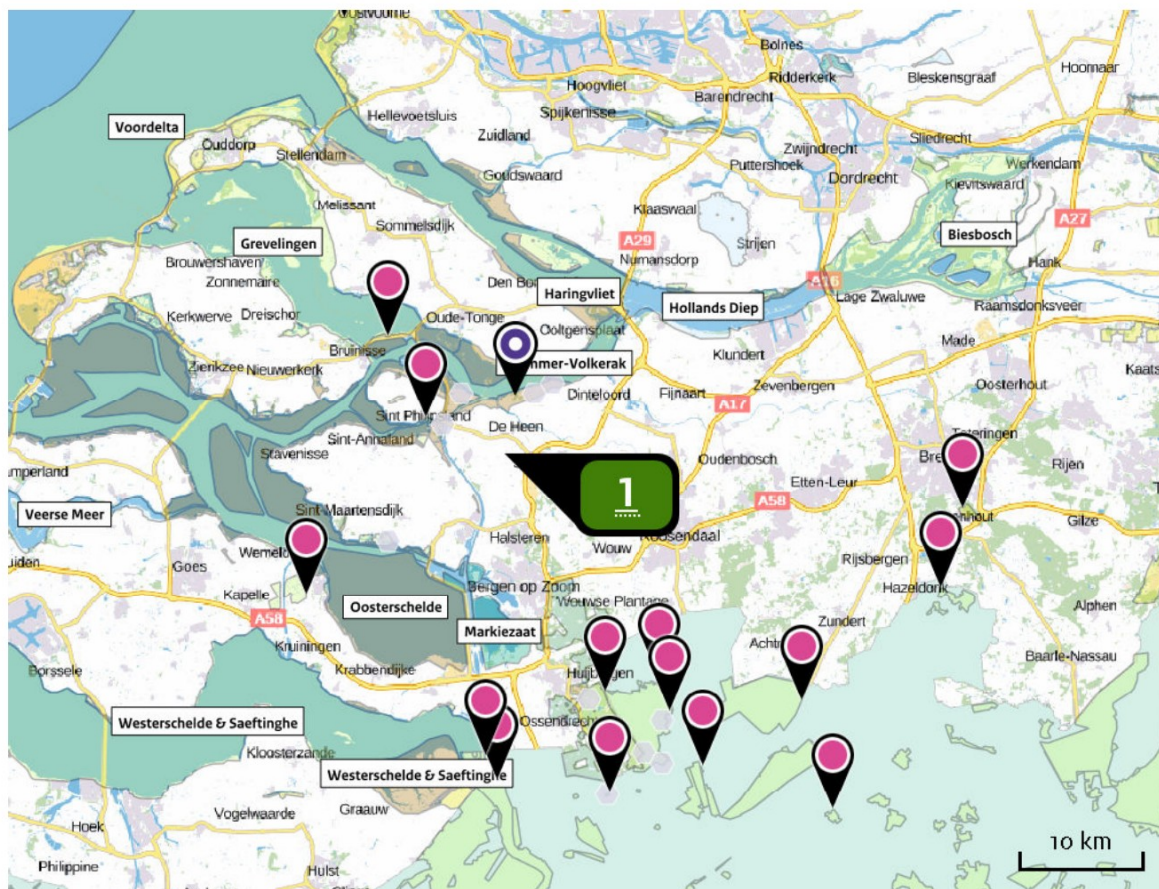 Oostvoorne
Bolnes
Hoornaar
Hoogvliet
Ridderkerk
Bleskensgraaf
Barendrecht
Spijkenisse
Hellevoetsluis
Voordelta
Zuidland
Ouddorp
Stellendam
Zwijndrecht
Sliedrecht
Werkendam
Puttershoek
Goudswaard
Dordrecht
Kievitswaard
Melissant
Klaaswaal
A27
Sommelsdijk
A29
Strijen
Biesbosch
Grevelingen
Numansdorp
Hank
Brouwershaven
Zonnemaire
Den Bo
Haringvliet
A16
Lage Zwaluwe
Hollands Diep
Raamsdonksveer
Kerkwerve
Dreischor
Oude-Tonge
Ooltgensplaat
Made
Bruinisse
Klundert
mmer-Volkerak
Zierikzee
Nieuwerkerk
Zevenbergen
Oosterhout
Kaats
Dinteloord
Fijnaart
A17
Sint Ph
land
De Heen
Sint-Annaland
Teteringen
Stavenisse
Oudenbosch
Bre
Rijen
amperland
Etten-Leur
1
A58
Veerse Meer
Sint-Maartensdijk
enhout
Gilze
Halsteren
Wouw
Roosendaal
uiden
Goes
Wemeld
Rijsbergen
Kapelle
Bergen op Zoom
Hazeldonk
Oosterschelde
Wouwse Plantage
Alphen
A58
Markiezaat
Zundert
Kruiningen
Achtm
Borssele
Krabbendijke
Huijbergen
Baarle-Nassau
Westerschelde & Saeftinghe
Ossendrecht
Kloosterzande
Westerschelde & Saeftinghe
Graauw
Vogelwaarde
Hoek
10 km
Philippine
Hulst